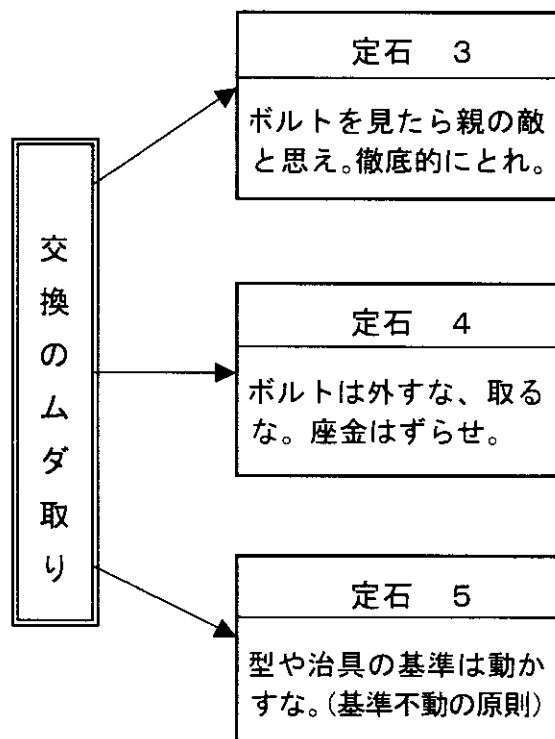 交換のムダ取り
定石 3
ボルトを見たら親の敵
と思え。徹底的にとれ。
定石 4
ボルトは外すな、取る
な。座金はずらせ。
定石 5
型や治具の基準は動か
すな。(基準不動の原則)